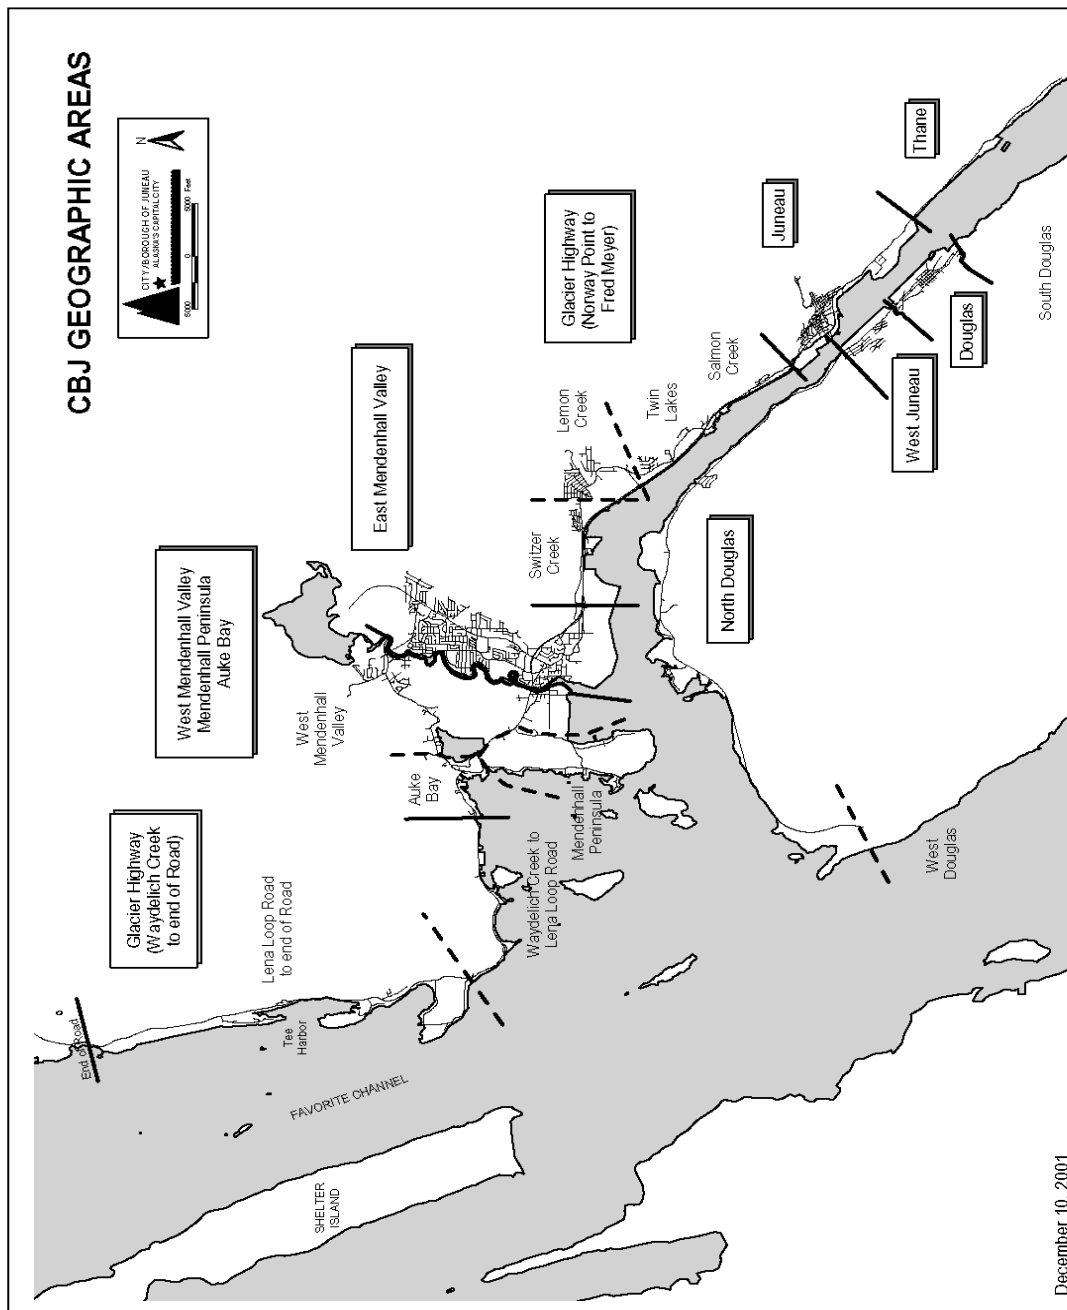 CBJ GEOGRAPHIC AREAS
CITY/BOROUGH OF JUNEAU
ALASKA'S CAPITAL CITY
5000 0 5000 Feet
N
Glacier Highway
(Waydelich Creek
to end of Road)
West Mendenhall Valley
Mendenhall Peninsula
Auke Bay
East Mendenhall Valley
Glacier Highway
(Norway Point to
Fred Meyer)
Juneau
Thane
End of Road
Lena Loop Road
to end of Road
Tee
Harbor
West
Mendenhall
Valley
Auke
Bay
Switzer
Creek
Lemon
Creek
Twin
Lakes
Salmon
Creek
FAVORITE CHANNEL
SHELTER
ISLAND
Waydelich Creek to
Lena Loop Road
Mendenhall
Peninsula
North Douglas
West Juneau
Douglas
West
Douglas
South Douglas
December 10, 2001